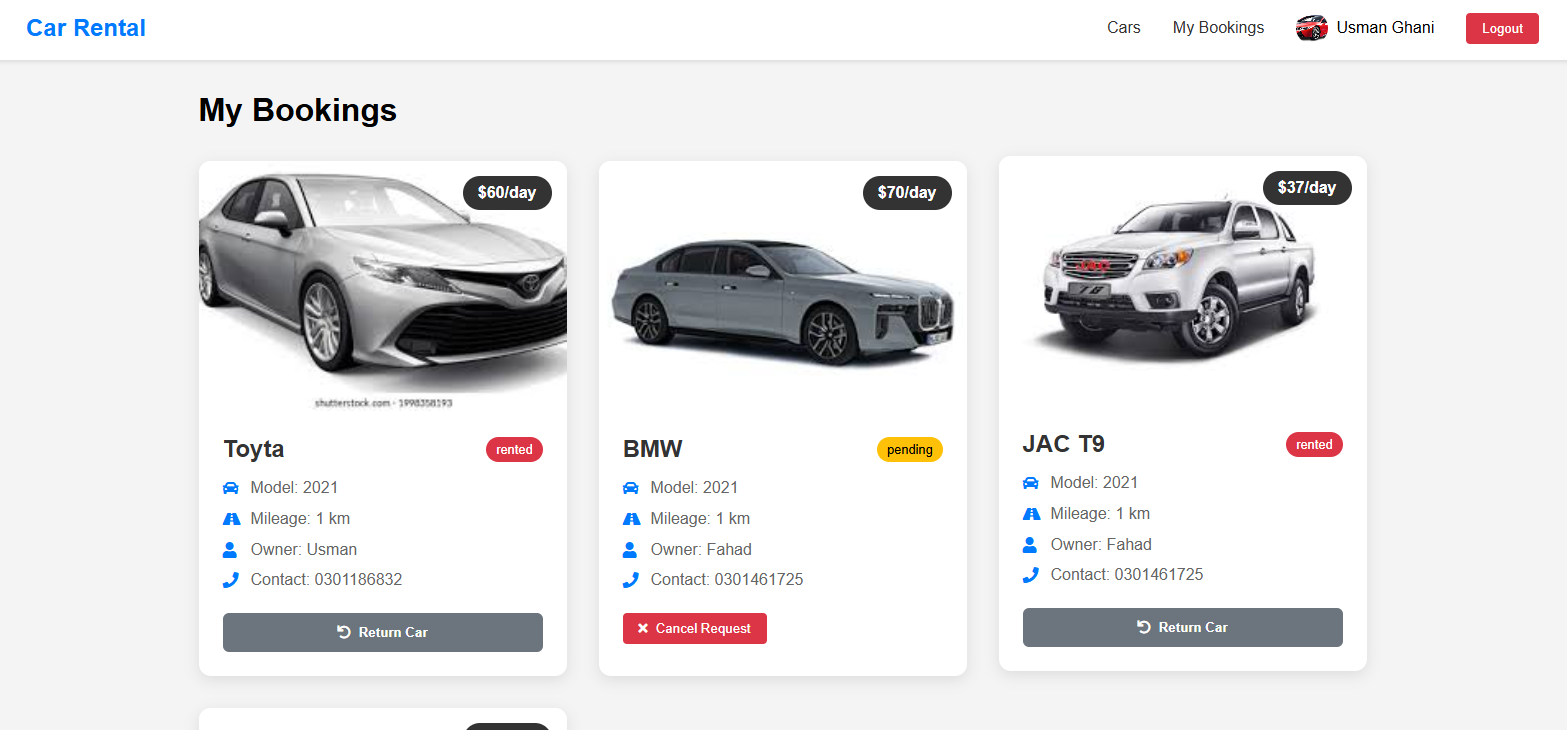 Car Rental
Cars
My Bookings
Usman Ghani
Logout
My Bookings
$60/day
shutterstock.com · 1998358193
Toyta
rented
Model: 2021
Mileage: 1 km
Owner: Usman
Contact: 0301186832
Return Car
$70/day
BMW
pending
Model: 2021
Mileage: 1 km
Owner: Fahad
Contact: 0301461725
Cancel Request
$37/day
JAC
JAC T9
rented
Model: 2021
Mileage: 1 km
Owner: Fahad
Contact: 0301461725
Return Car